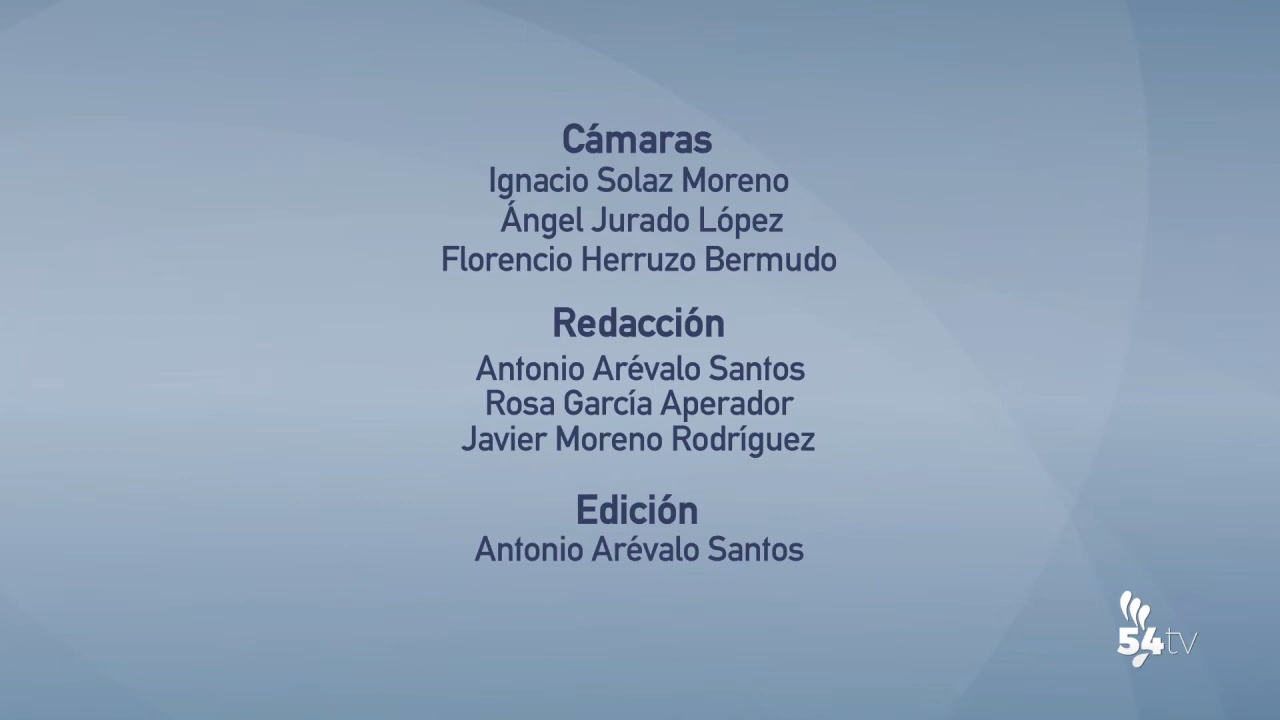 Cámaras
Ignacio Solaz Moreno
Ángel Jurado López
Florencio Herruzo Bermudo
Redacción
Antonio Arévalo Santos
Rosa García Aperador
Javier Moreno Rodríguez
Edición
Antonio Arévalo Santos
54tv